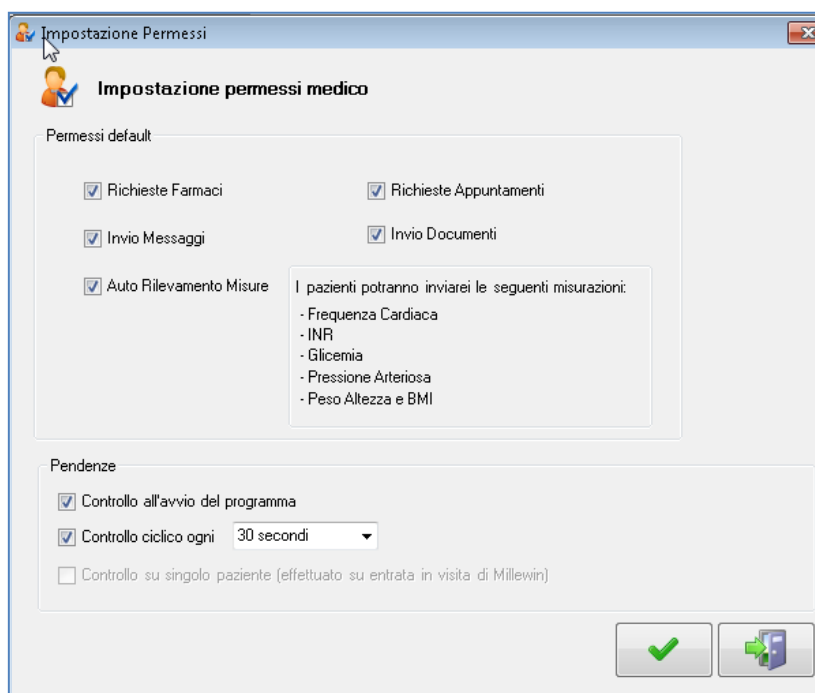 Impostazione Permessi
Impostazione permessi medico
Permessi default
Richieste Farmaci
Richieste Appuntamenti
Invio Messaggi
Invio Documenti
Auto Rilevamento Misure
I pazienti potranno inviarei le seguenti misurazioni:
- Frequenza Cardiaca
- INR
- Glicemia
- Pressione Arteriosa
- Peso Altezza e BMI
Pendenze
Controllo all'avvio del programma
Controllo ciclico ogni 30 secondi
Controllo su singolo paziente (effettuato su entrata in visita di Millewin)